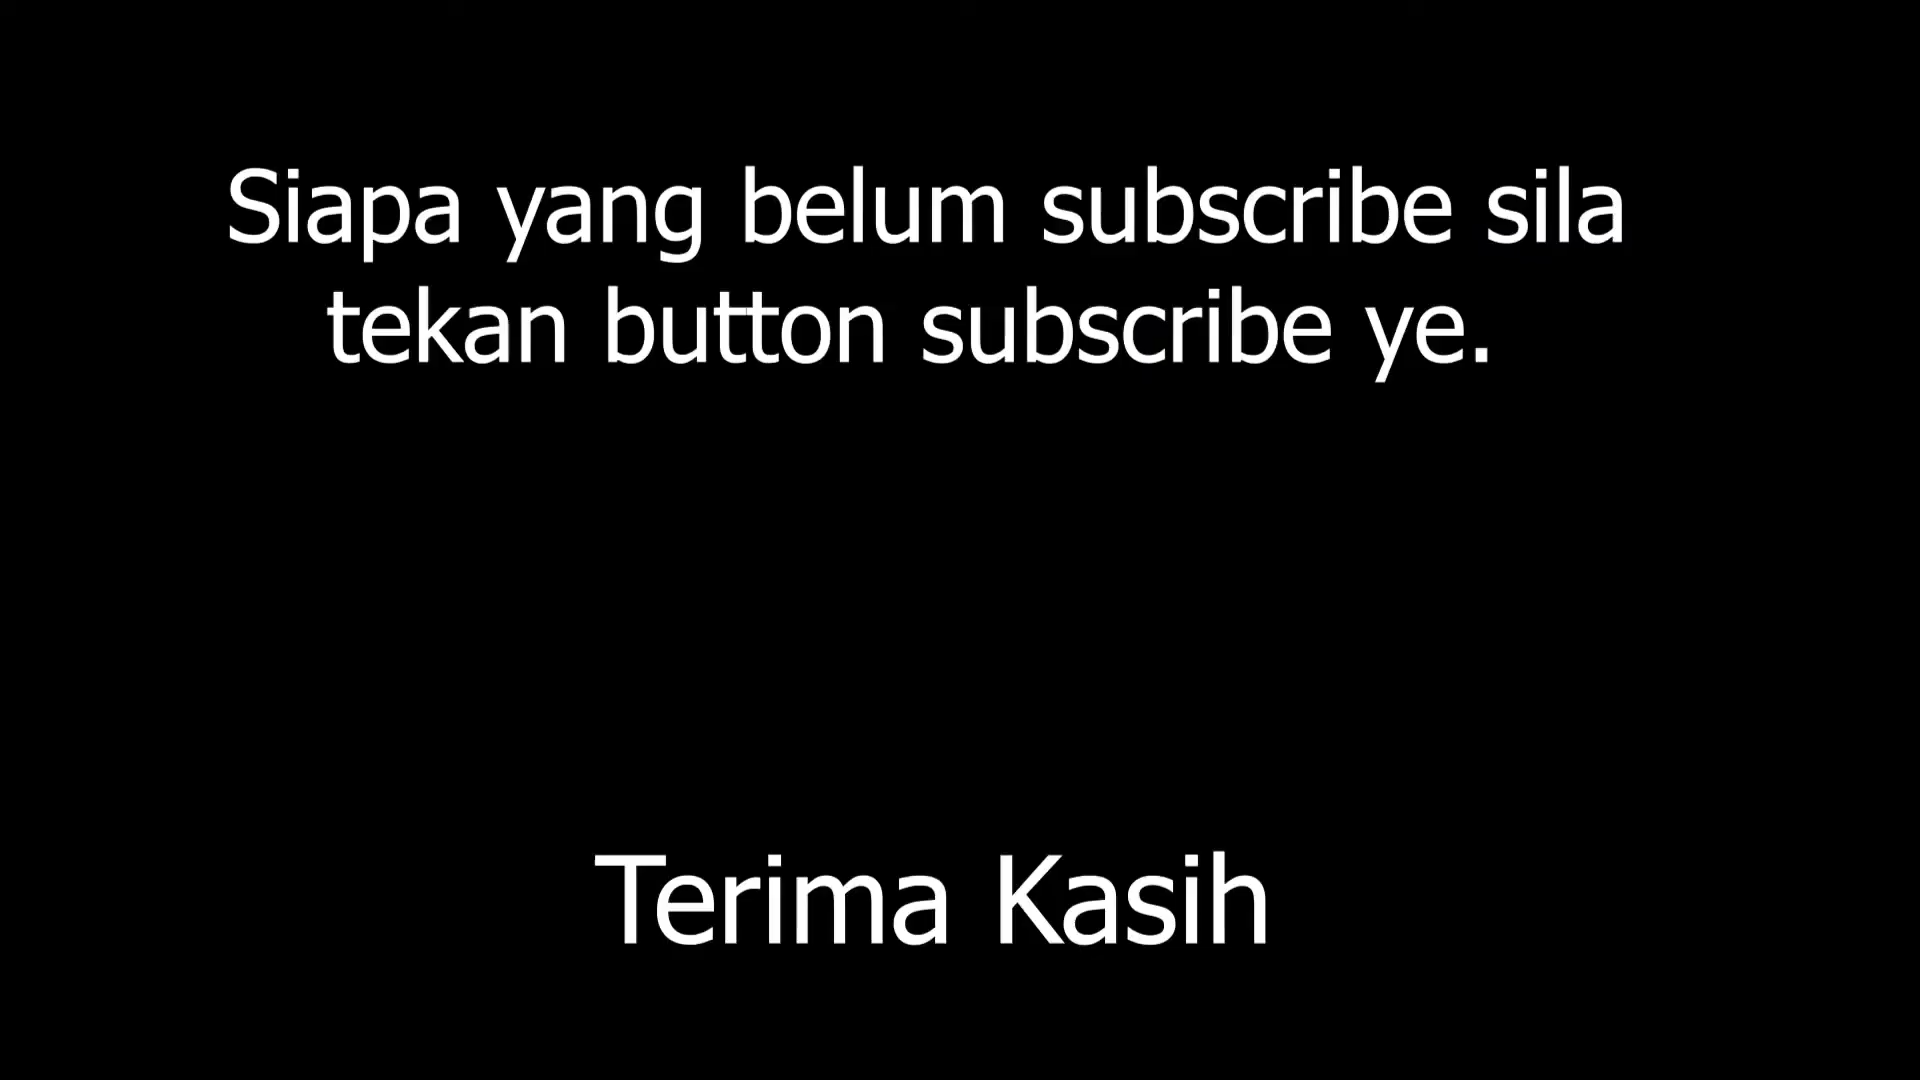 Siapa yang belum subscribe sila
tekan button subscribe ye.
Terima Kasih